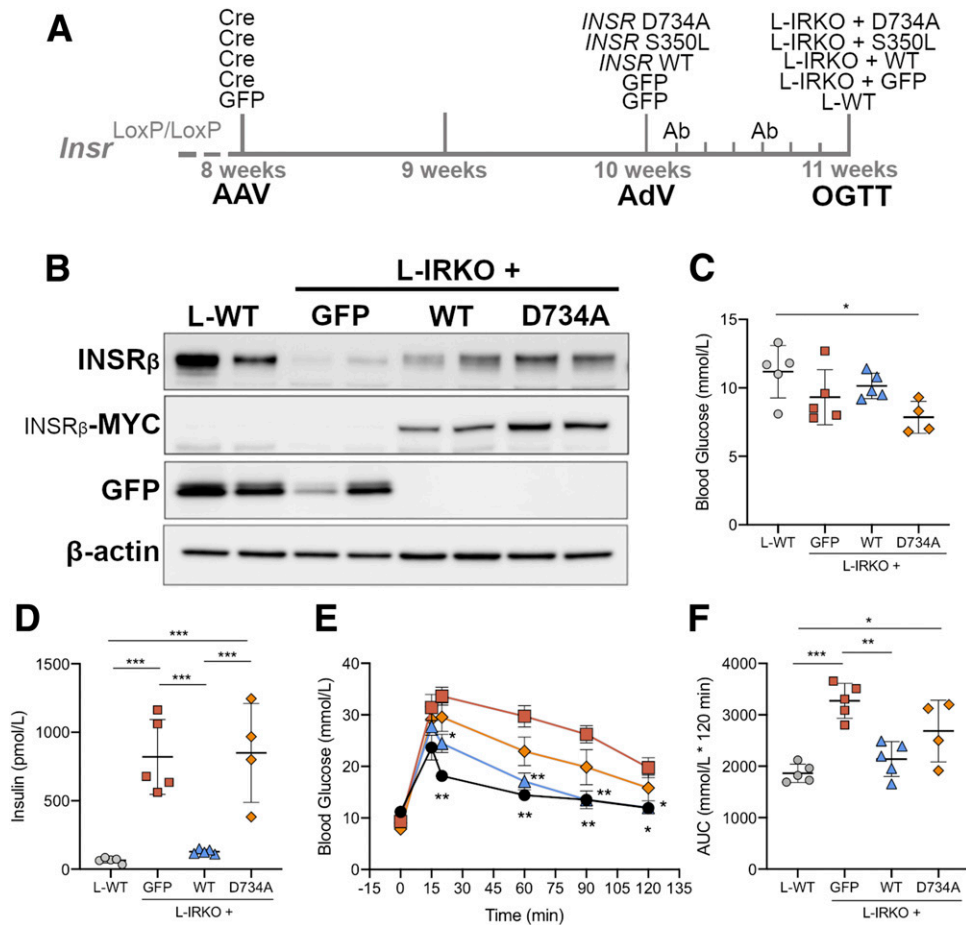 A
Cre
Cre
Cre
Cre
GFP
INSR D734A
INSR S350L
INSR WT
GFP
GFP
L-IRKO + D734A
L-IRKO + S350L
L-IRKO + WT
L-IRKO + GFP
L-WT
Insr LoxP/LoxP
Ab Ab
8 weeks 9 weeks 10 weeks 11 weeks
AAV AdV OGTT
B
L-IRKO +
L-WT GFP WT D734A
INSRβ
INSRβ-MYC
GFP
β-actin
C
*
Blood Glucose (mmol/L)
15
10
5
0
L-WT GFP WT D734A
L-IRKO +
D
***
*** ***
***
Insulin (pmol/L)
1500
1000
500
0
L-WT GFP WT D734A
L-IRKO +
E
Blood Glucose (mmol/L)
40
30
20
10
0
*
**
**
**
**
**
*
*
-15 0 15 30 45 60 75 90 105 120 135
Time (min)
F
*
*** **
AUC (mmol/L * 120 min)
4000
3000
2000
1000
0
L-WT GFP WT D734A
L-IRKO +